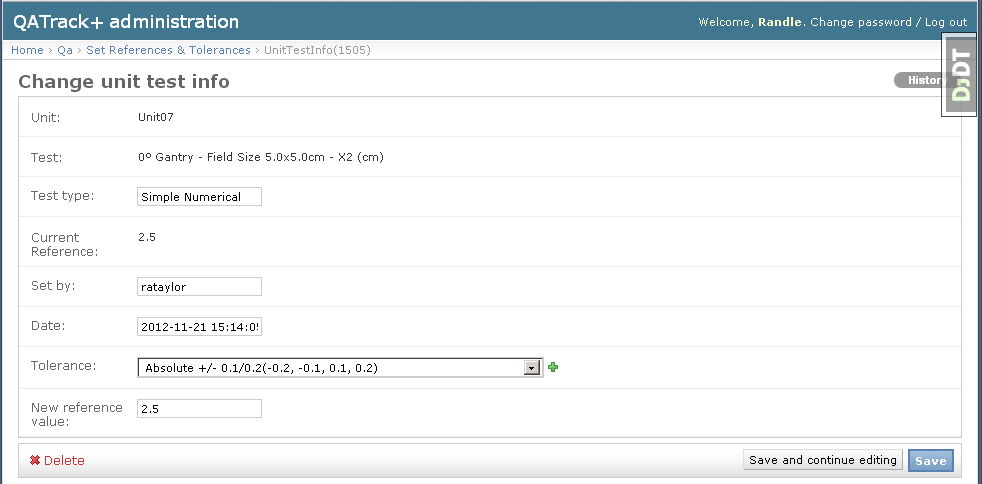 QATrack+ administration
Welcome, Randle. Change password / Log out
Home › Qa › Set References & Tolerances › UnitTestInfo(1505)
DjDT
Change unit test info
History
Unit: Unit07
Test: 0º Gantry - Field Size 5.0x5.0cm - X2 (cm)
Test type: Simple Numerical
Current
Reference: 2.5
Set by: rataylor
Date: 2012-11-21 15:14:0
Tolerance: Absolute +/- 0.1/0.2(-0.2, -0.1, 0.1, 0.2)
New reference
value: 2.5
Delete
Save and continue editing
Save